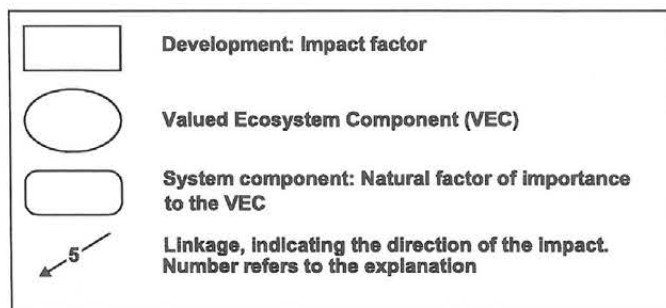 Development: Impact factor
Valued Ecosystem Component (VEC)
System component: Natural factor of importance
to the VEC
5
Linkage, indicating the direction of the impact.
Number refers to the explanation